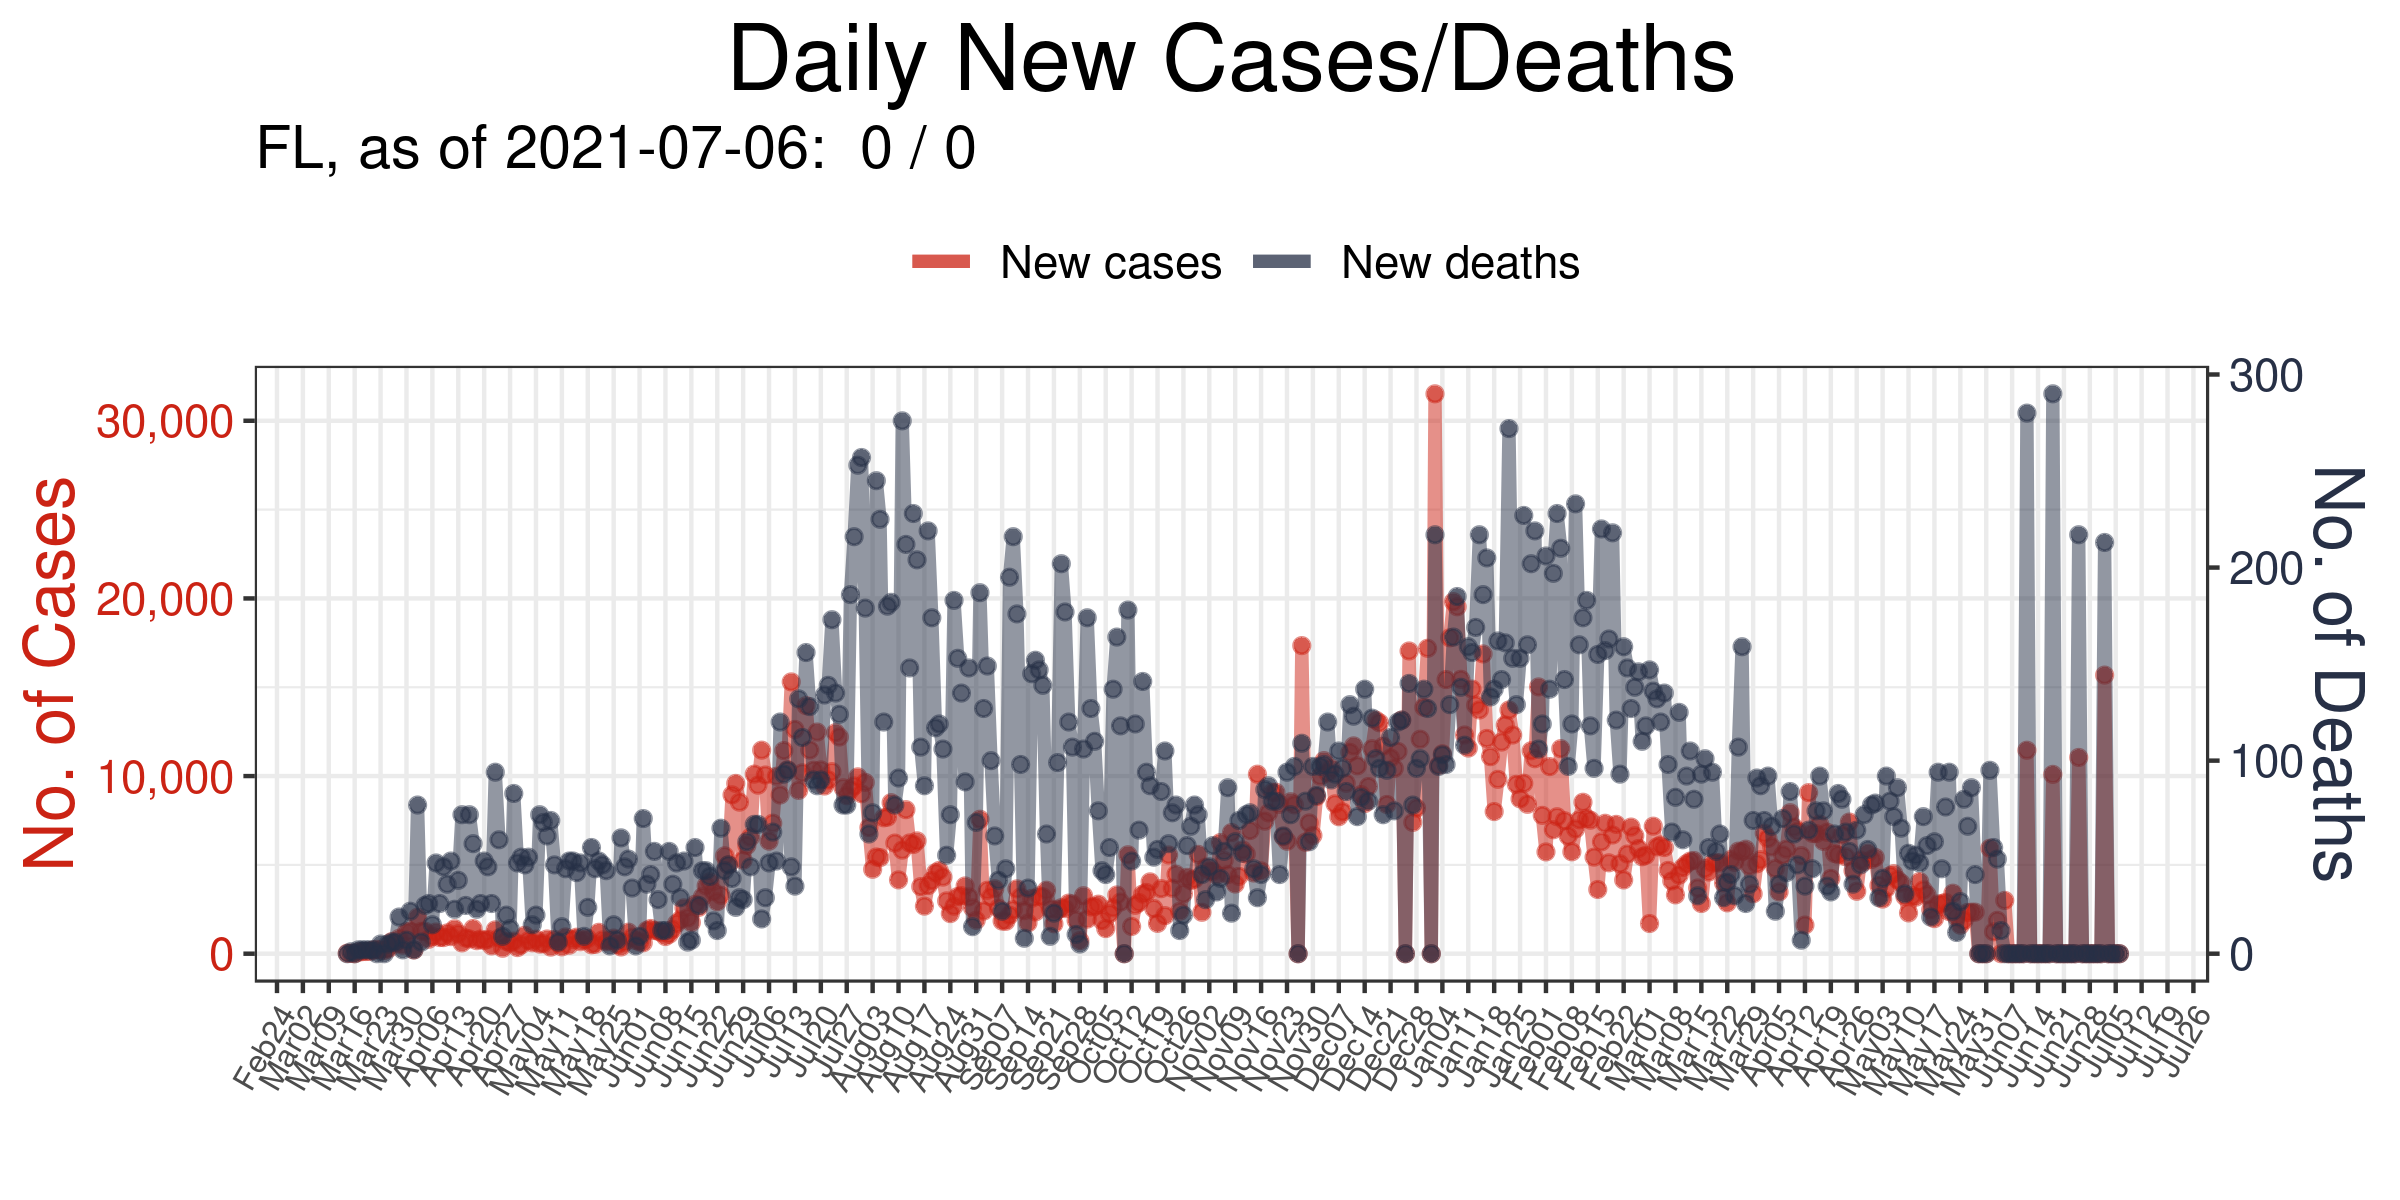 Daily New Cases/Deaths
FL, as of 2021-07-06: 0 / 0
New cases New deaths
No. of Cases
30,000
20,000
10,000
0
300
200
100
0
No. of Deaths
Feb24
Mar02
Mar09
Mar16
Mar23
Mar30
Apr06
Apr13
Apr20
Apr27
May04
May11
May18
May25
Jun01
Jun08
Jun15
Jun22
Jun29
Jul06
Jul13
Jul20
Jul27
Aug03
Aug10
Aug17
Aug24
Aug31
Sep07
Sep14
Sep21
Sep28
Oct05
Oct12
Oct19
Oct26
Nov02
Nov09
Nov16
Nov23
Nov30
Dec07
Dec14
Dec21
Dec28
Jan04
Jan11
Jan18
Jan25
Feb01
Feb08
Feb15
Feb22
Mar01
Mar08
Mar15
Mar22
Mar29
Apr05
Apr12
Apr19
Apr26
May03
May10
May17
May24
May31
Jun07
Jun14
Jun21
Jun28
Jul05
Jul12
Jul19
Jul26